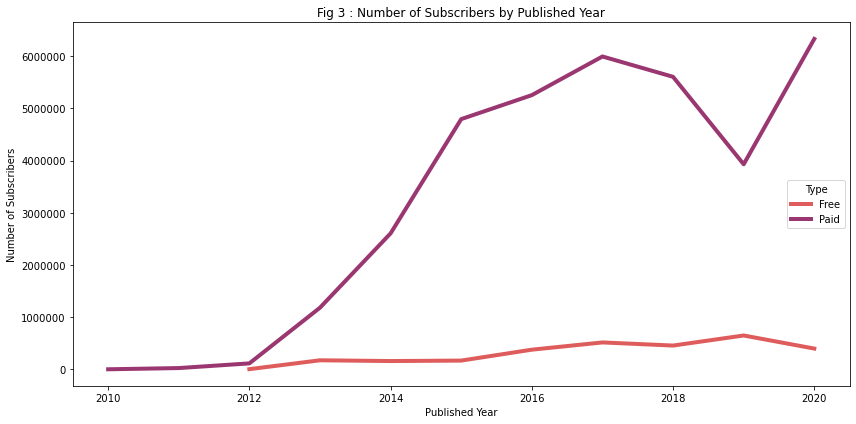 Fig 3 : Number of Subscribers by Published Year
Number of Subscribers
6000000
5000000
4000000
3000000
2000000
1000000
0
Type
Free
Paid
2010
2012
2014
2016
2018
2020
Published Year